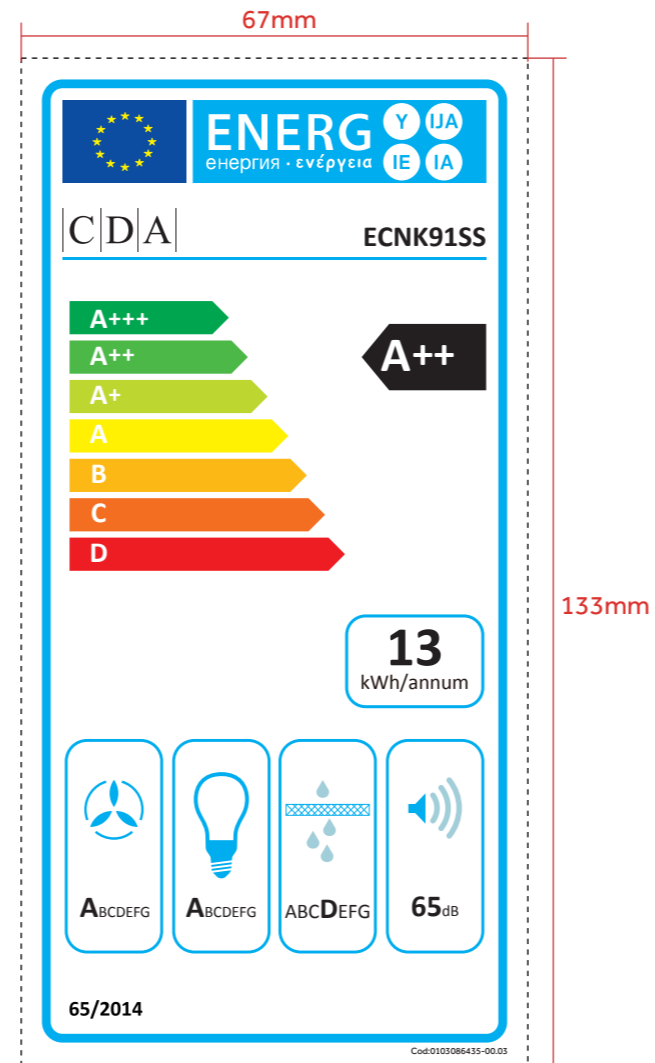 67mm
ENERG Y IJA
енергия · ενέργεια IE IA
CDA
ECNK91SS
A+++
A++
A++
A+
A
B
C
D
133mm
13
kWh/annum
ABCDEFG
ABCDEFG
ABCDEFG
65dB
65/2014
Cod:0103086435-00.03